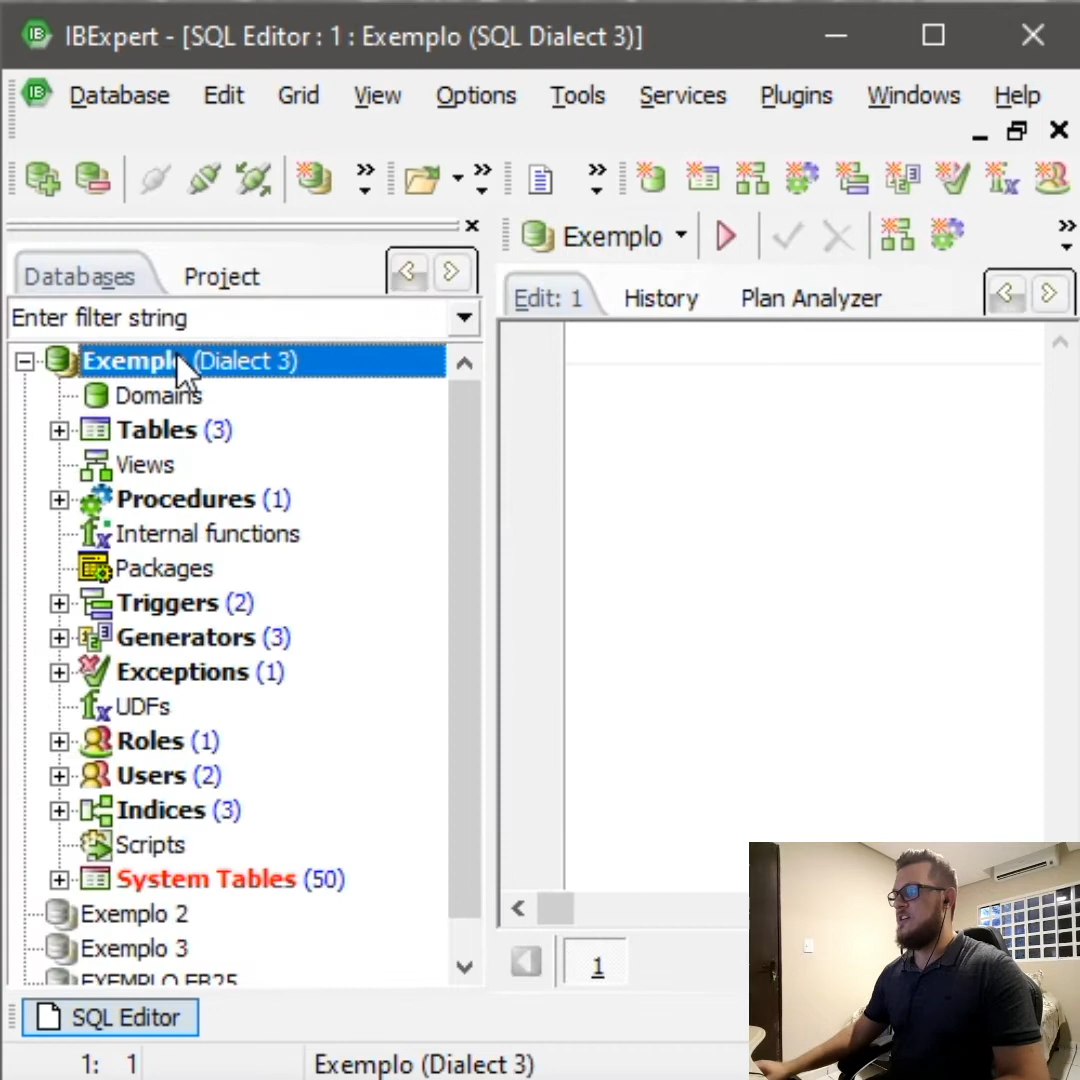 IBExpert - [SQL Editor : 1 : Exemplo (SQL Dialect 3)]
Database Edit Grid View Options Tools Services Plugins Windows Help
Exemplo
Databases Project
Edit: 1 History Plan Analyzer
Enter filter string
Exemplo (Dialect 3)
Domains
Tables (3)
Views
Procedures (1)
Internal functions
Packages
Triggers (2)
Generators (3)
Exceptions (1)
UDFs
Roles (1)
Users (2)
Indices (3)
Scripts
System Tables (50)
Exemplo 2
Exemplo 3
EXEMPLO FB25
1
SQL Editor
1: 1 Exemplo (Dialect 3)